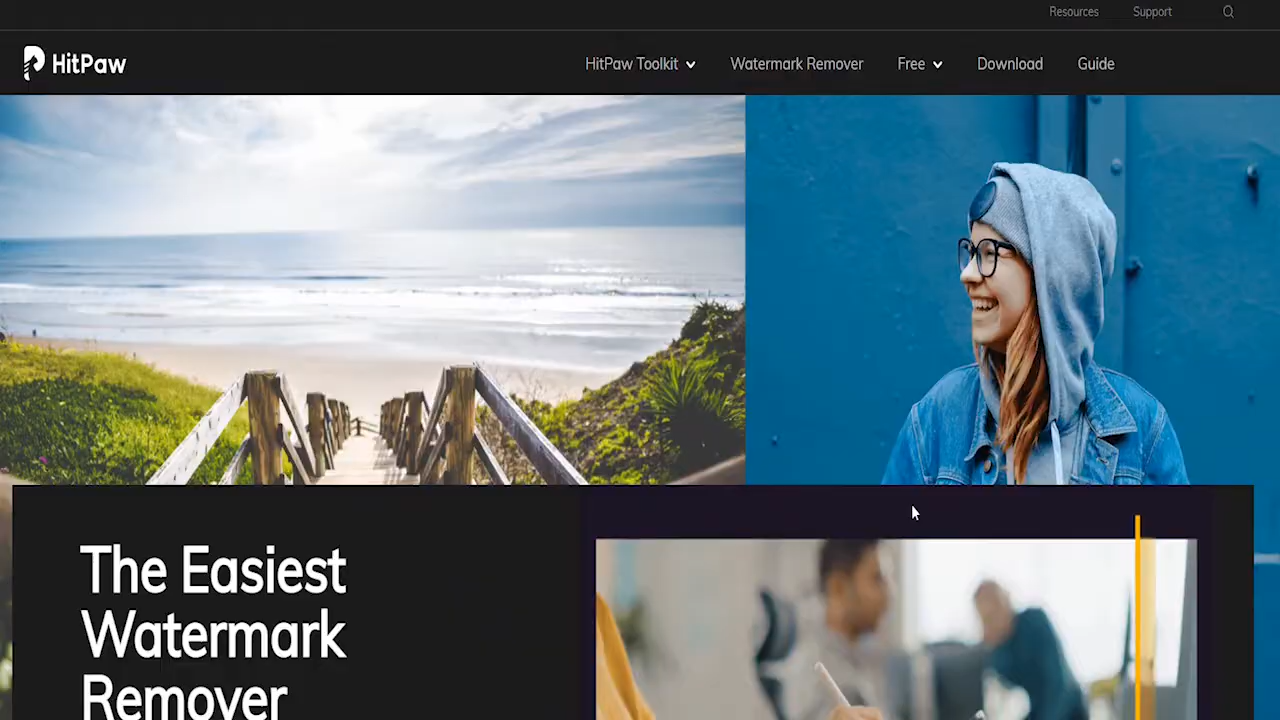 Resources Support
HitPaw
HitPaw Toolkit Watermark Remover Free Download Guide
The Easiest
Watermark
Remover